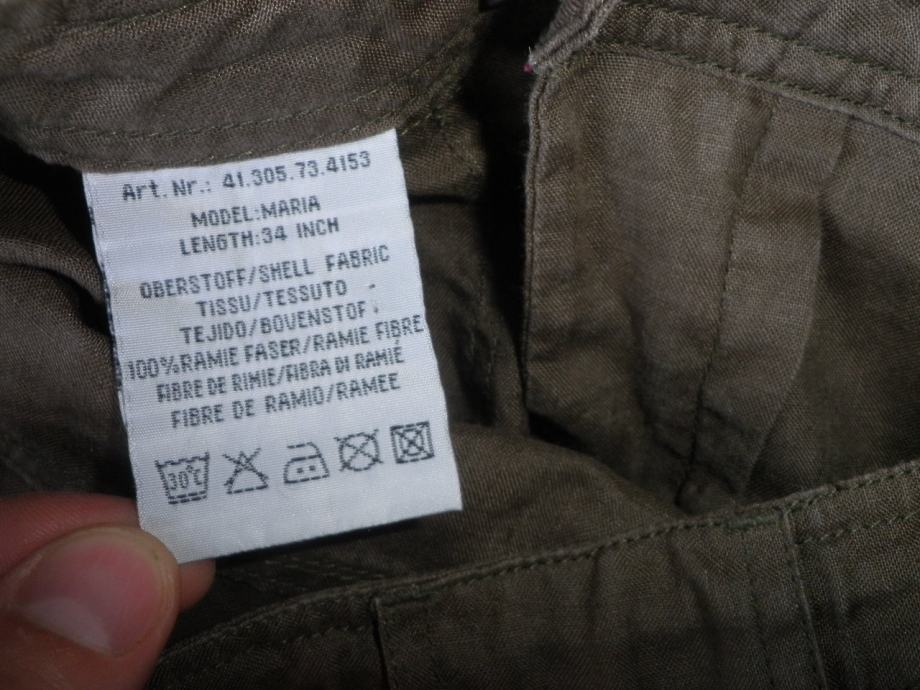 Art.Nr.: 41.305.73.4153
MODEL:MARIA
LENGTH:34 INCH
OBERSTOFF/SHELL FABRIC
TISSU/TESSUTO
TEJIDO/BOVENSTOF:
100%RAMIE FASER/RAMIE FIBRE
FIBRE DE RIMIE/FIBRA DI RAMIÉ
FIBRE DE RAMIO/RAMEE
30°C